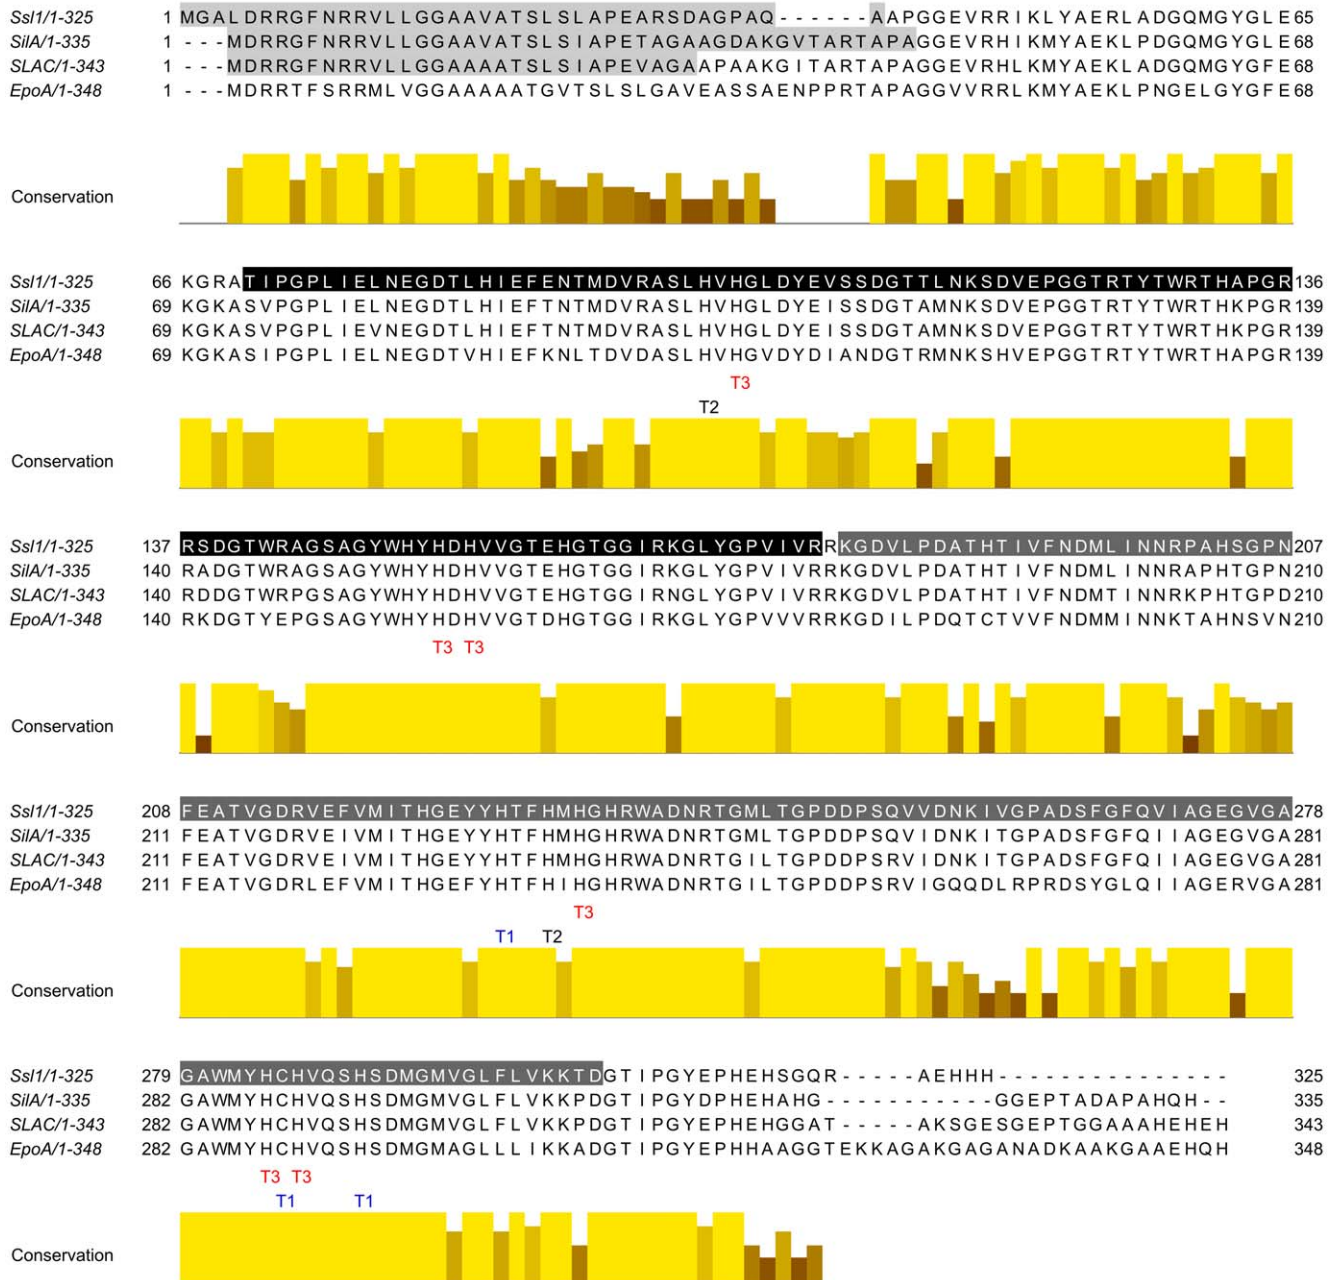 Ssl1/1-325 1 MGALDRRGFNRRVLLGGAAVATSLSLAPEARSDAGPAQ------AAPGGEVRRIKLYAERLADGQMGYGLE 65
SilA/1-335 1 ---MDRRGFNRRVLLGGAAVATSLSIAPETAGAAGDAKGVTARTAPAGGEVRHIKMYAEKLPDGQMGYGLE 68
SLAC/1-343 1 ---MDRRGFNRRVLLGGAAAATSLSIAPEVAGAAPAAKGITARTAPAGGEVRHLKMYAEKLADGQMGYGFE 68
EpoA/1-348 1 ---MDRRTFSRRMLVGGAAAAAATGVTSLSLGAVEASSAENPPRTAPAGGVVRRLKMYAEKLPNGELGYGFE 68
Conservation
Ssl1/1-325 66 KGRATIPGPLIELNEGDTLHIEFENTMDVRASLHVHGLDYEVSSDGTTLNKSDVEPGGTRTYTWRTHAPGR 136
SilA/1-335 69 KGKASVPGPLIELNEGDTLHIEFTNTMDVRASLHVHGLDYEISSDGTAMNKSDVEPGGTRTYTWRTHKPGR 139
SLAC/1-343 69 KGKASVPGPLIEVNEGDTLHIEFTNTMDVRASLHVHGLDYEISSDGTAMNKSDVEPGGTRTYTWRTHKPGR 139
EpoA/1-348 69 KGKASIPGPLIELNEGDTVHIEFKNLTDVDASLHVHGVDYDIANDGTRMNKSHVEPGGTRTYTWRTHAPGR 139
T3
T2
Conservation
Ssl1/1-325 137 RSDGTWRAGSAGYWHYHDHVVGTEHGTGGIRKGLYGPVIVRRKGDVLPDATHTIVFNDMLINNRPAHSGPN 207
SilA/1-335 140 RADGTWRAGSAGYWHYHDHVVGTEHGTGGIRKGLYGPVIVRRKGDVLPDATHTIVFNDMLINNRAPHTGPN 210
SLAC/1-343 140 RDDGTWRPGSAGYWHYHDHVVGTEHGTGGIRNGLYGPVIVRRKGDVLPDATHTIVFNDMTINNRKPHTGPD 210
EpoA/1-348 140 RKDGTYEPGSAGYWHYHDHVVGTDHGTGGIRKGLYGPVVVRRKGDILPDQTCTVVFNDMMINNKTAHNSVN 210
T3 T3
Conservation
Ssl1/1-325 208 FEATVGDRVEFVMITHGEYYHTFHMHGHRWADNRTGMLTGPDDPSQVVDNKIVGPADSFGFQVIAGEGVGA 278
SilA/1-335 211 FEATVGDRVEIVMITHGEYYHTFHMHGHRWADNRTGMLTGPDDPSQVIDNKITGPADSFGFQIIAGEGVGA 281
SLAC/1-343 211 FEATVGDRVEIVMITHGEYYHTFHMHGHRWADNRTGILTGPDDPSRVIDNKITGPADSFGFQIIAGEGVGA 281
EpoA/1-348 211 FEATVGDRLEFVMITHGEFYHTFHIHGHRWADNRTGILTGPDDPSRVIGQQDLRPRDSYGLQIIAGERVGA 281
T3
T1 T2
Conservation
Ssl1/1-325 279 GAWMYHCHVQSHSDMGMVGLFLVKKTDGTIPGYEPHEHSGQR-----AEHHH--------------- 325
SilA/1-335 282 GAWMYHCHVQSHSDMGMVGLFLVKKPDGTIPGYDPHEHAHG-----------GGEPTADAPAHQH-- 335
SLAC/1-343 282 GAWMYHCHVQSHSDMGMVGLFLVKKPDGTIPGYEPHEHGGAT-----AKSGESGEPTGGAAAHEHEH 343
EpoA/1-348 282 GAWMYHCHVQSHSDMGMAGLLLIKKADGTIPGYEPHHAAGGTEKKAGAKGAGANADKAAKGAAEHQH 348
T3 T3
T1 T1
Conservation